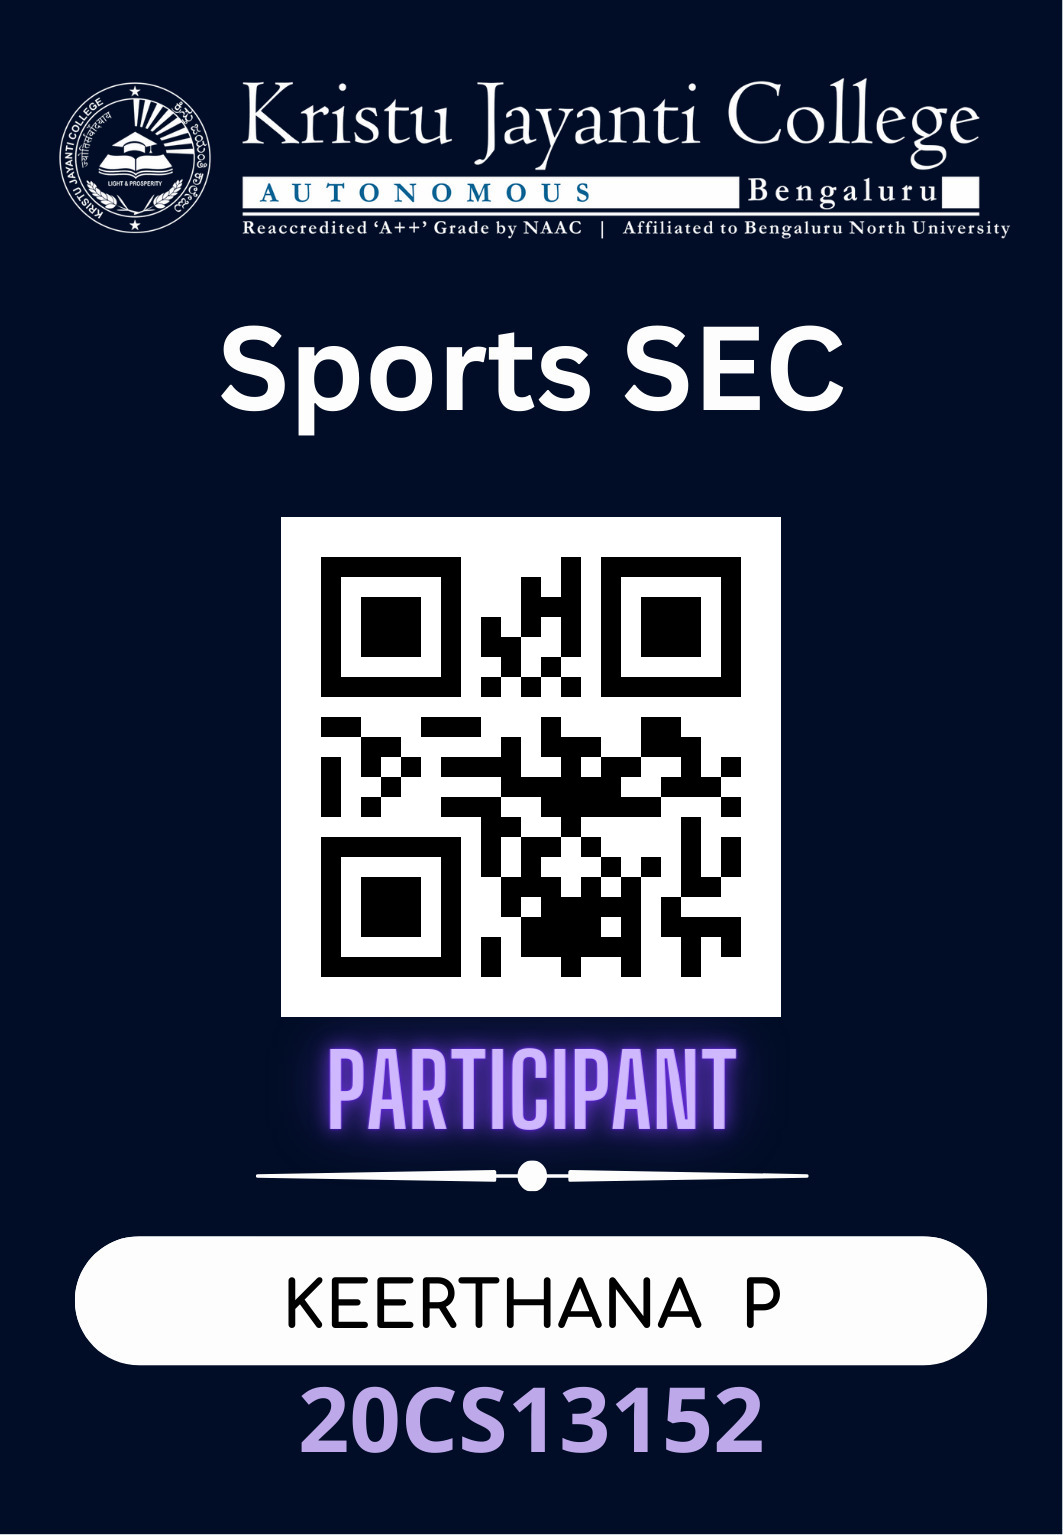 Kristu Jayanti College
AUTONOMOUS Bengaluru
Reaccredited ‘A++’ Grade by NAAC | Affiliated to Bengaluru North University
KRISTU JAYANTI COLLEGE
LIGHT & PROSPERITY
Sports SEC
PARTICIPANT
KEERTHANA P
20CS13152